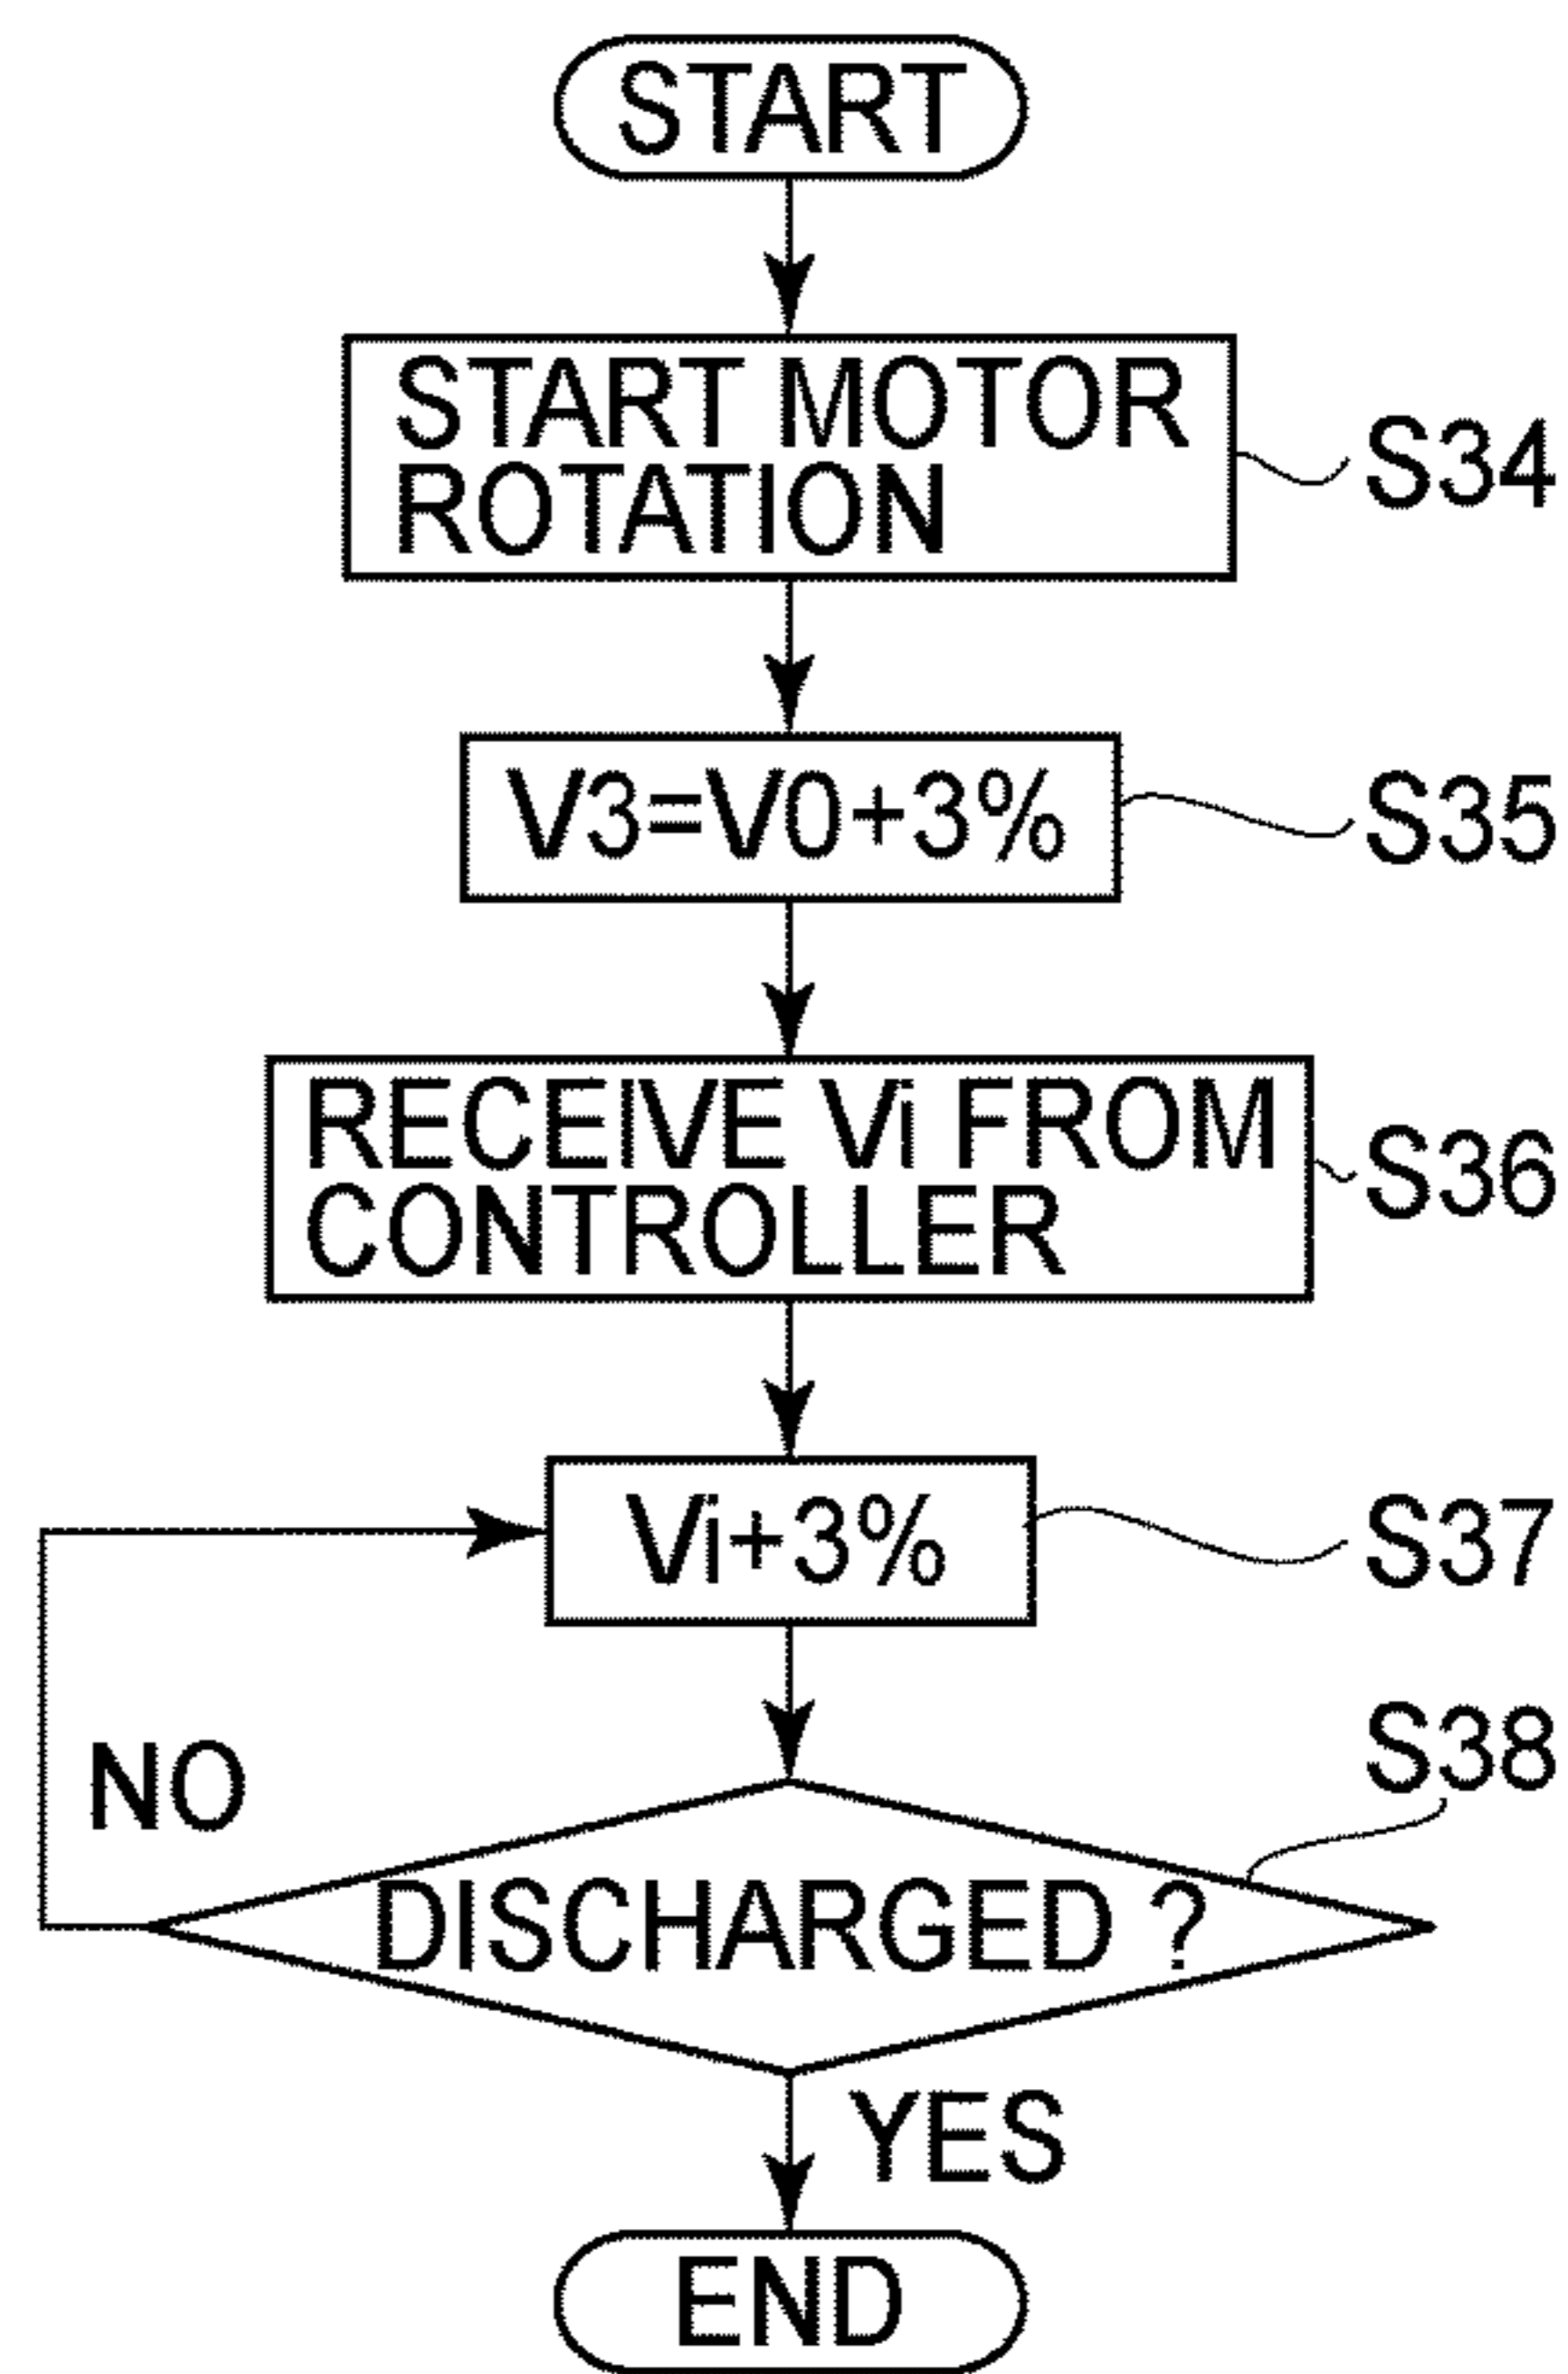 START
START MOTOR
ROTATION
S34
V3=V0+3%
S35
RECEIVE Vi FROM
CONTROLLER
S36
Vi+3%
S37
S38
NO
DISCHARGED ?
YES
END